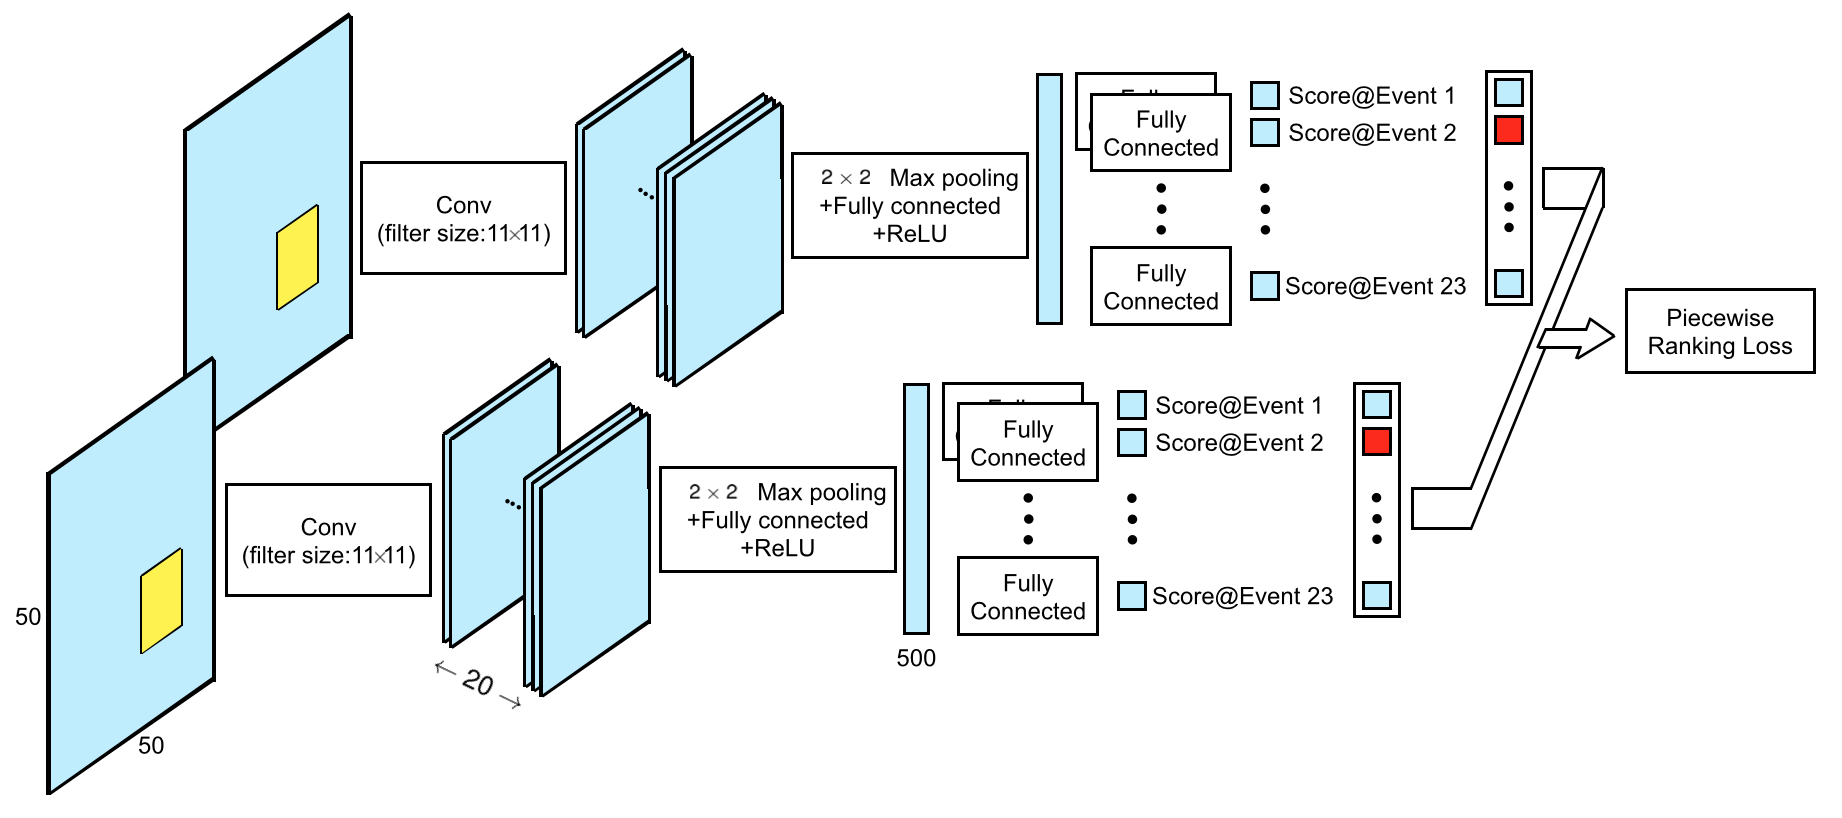 Conv
(filter size:11×11)
2 × 2 Max pooling
+Fully connected
+ReLU
Fully
Connected
Fully
Connected
Score@Event 1
Score@Event 2
Score@Event 23
Piecewise
Ranking Loss
50
50
Conv
(filter size:11×11)
← 20 →
2 × 2 Max pooling
+Fully connected
+ReLU
500
Fully
Connected
Fully
Connected
Score@Event 1
Score@Event 2
Score@Event 23